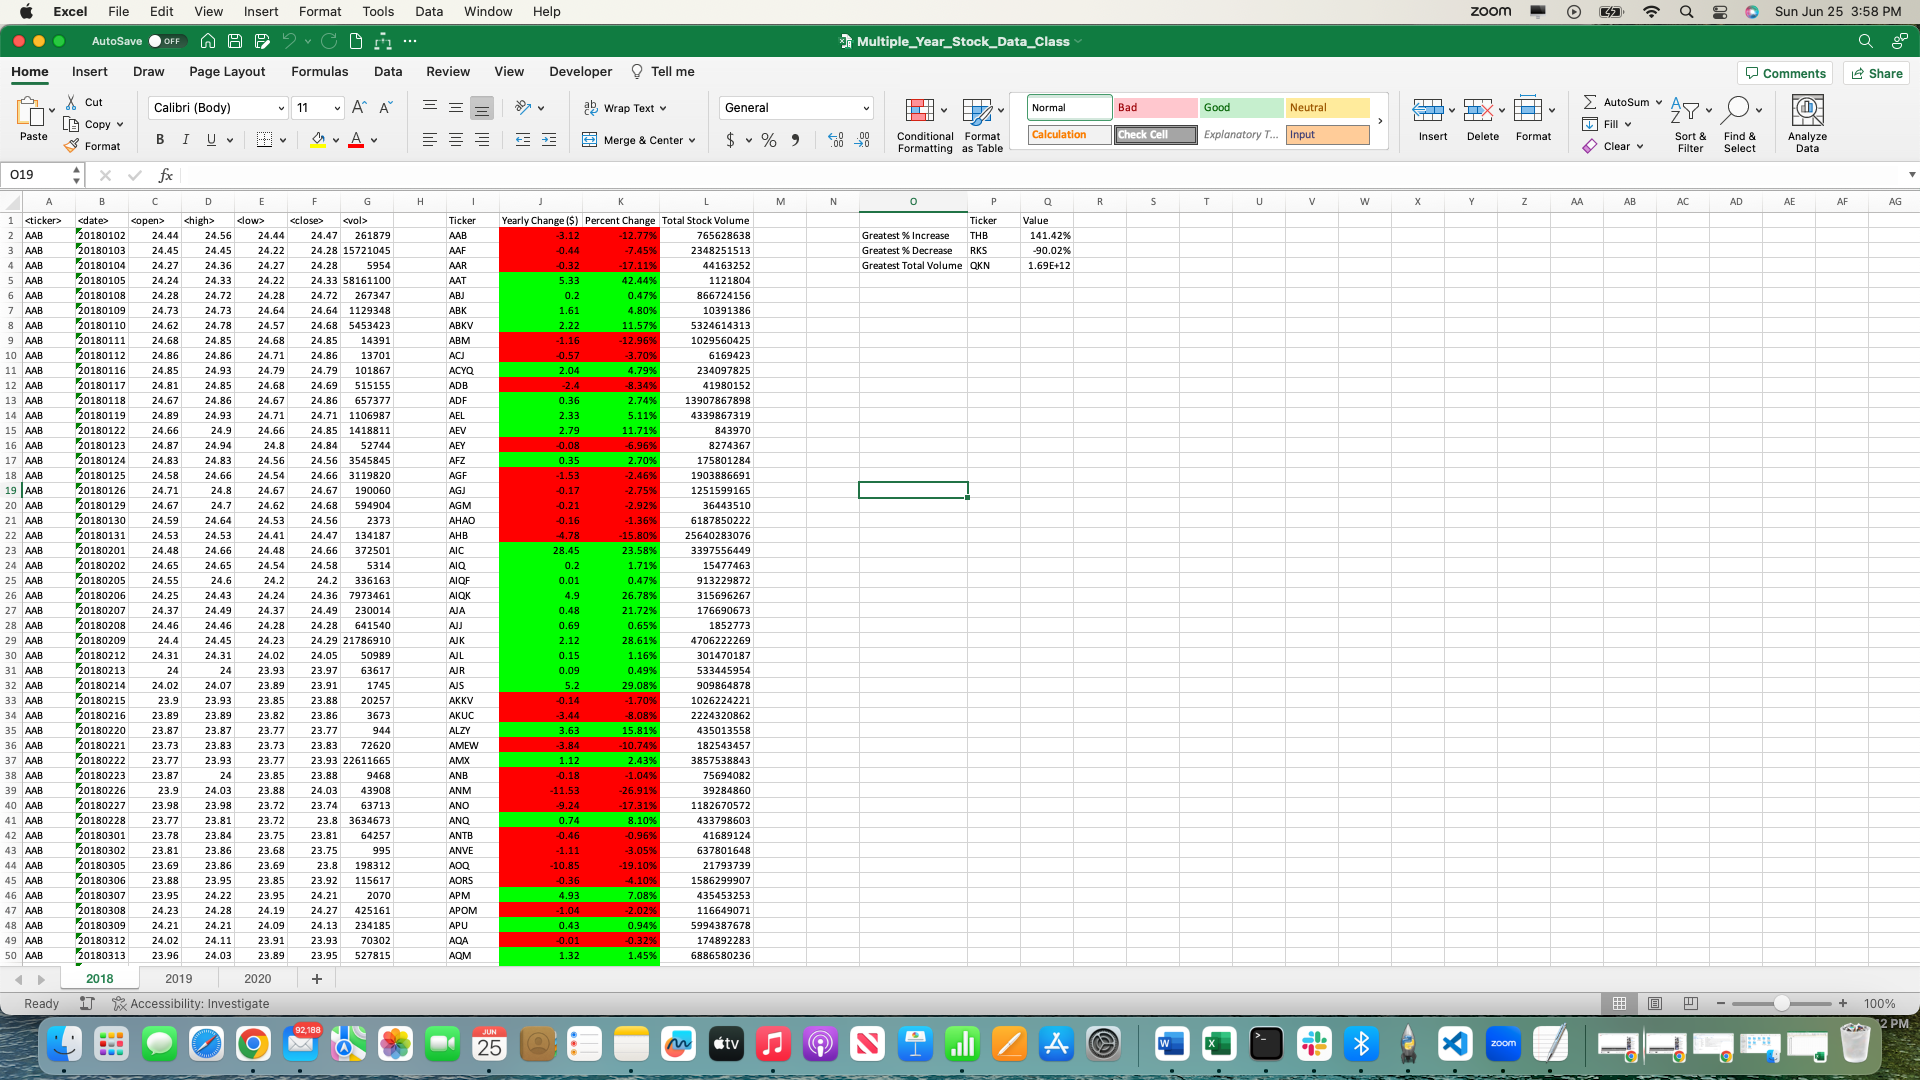 Excel File Edit View Insert Format Tools Data Window Help zoom Sun Jun 25 3:58 PM
AutoSave OFF Multiple_Year_Stock_Data_Class
Home Insert Draw Page Layout Formulas Data Review View Developer Tell me Comments Share
Paste Cut Copy Format
Calibri (Body) 11 A^ A
B I U A
Wrap Text
Merge & Center
General
$ % 9
Conditional Formatting Format as Table
Normal Bad Good Neutral
Calculation Check Cell Explanatory T... Input
Insert Delete Format
AutoSum Fill Clear
Sort & Filter Find & Select Analyze Data
O19 fx
A B C D E F G H I J K L M N O P Q R S T U V W X Y Z AA AB AC AD AE AF AG
1 <ticker> <date> <open> <high> <low> <close> <vol> Ticker Yearly Change ($) Percent Change Total Stock Volume Ticker Value
2 AAB 20180102 24.44 24.56 24.44 24.47 261879 AAB -3.12 -12.77% 765628638 Greatest % Increase THB 141.42%
3 AAB 20180103 24.45 24.45 24.22 24.28 15721045 AAF -0.44 -7.45% 2348251513 Greatest % Decrease RKS -90.02%
4 AAB 20180104 24.27 24.36 24.27 24.28 5954 AAR -0.32 -17.11% 44163252 Greatest Total Volume QKN 1.69E+12
5 AAB 20180105 24.24 24.33 24.22 24.33 58161100 AAT 5.33 42.44% 1121804
6 AAB 20180108 24.28 24.72 24.28 24.72 267347 ABJ 0.2 0.47% 866724156
7 AAB 20180109 24.73 24.73 24.64 24.64 1129348 ABK 1.61 4.80% 10391386
8 AAB 20180110 24.62 24.78 24.57 24.68 5453423 ABKV 2.22 11.57% 5324614313
9 AAB 20180111 24.68 24.85 24.68 24.85 14391 ABM -1.16 -12.96% 1029560425
10 AAB 20180112 24.86 24.86 24.71 24.86 13701 ACJ -0.57 -3.70% 6169423
11 AAB 20180116 24.85 24.93 24.79 24.79 101867 ACYQ 2.04 4.79% 234097825
12 AAB 20180117 24.81 24.85 24.68 24.69 515155 ADB -2.4 -8.34% 41980152
13 AAB 20180118 24.67 24.86 24.67 24.86 657377 ADF 0.36 2.74% 13907867898
14 AAB 20180119 24.89 24.93 24.71 24.71 1106987 AEL 2.33 5.11% 4339867319
15 AAB 20180122 24.66 24.9 24.66 24.85 1418811 AEV 2.79 11.71% 843970
16 AAB 20180123 24.87 24.94 24.8 24.84 52744 AEY -0.08 -6.96% 8274367
17 AAB 20180124 24.83 24.83 24.56 24.56 3545845 AFZ 0.35 2.70% 175801284
18 AAB 20180125 24.58 24.66 24.54 24.66 3119820 AGF -1.53 -2.46% 1903886691
19 AAB 20180126 24.71 24.8 24.67 24.67 190060 AGJ -0.17 -2.75% 1251599165
20 AAB 20180129 24.67 24.7 24.62 24.68 594904 AGM -0.21 -2.92% 36443510
21 AAB 20180130 24.59 24.64 24.53 24.56 2373 AHAO -0.16 -1.36% 6187850222
22 AAB 20180131 24.53 24.53 24.41 24.47 134187 AHB -4.78 -15.80% 25640283076
23 AAB 20180201 24.48 24.66 24.48 24.66 372501 AIC 28.45 23.58% 3397556449
24 AAB 20180202 24.65 24.65 24.54 24.58 5314 AIQ 0.2 1.71% 15477463
25 AAB 20180205 24.55 24.6 24.2 24.2 336163 AIQF 0.01 0.47% 913229872
26 AAB 20180206 24.25 24.43 24.24 24.36 7973461 AIQK 4.9 26.78% 315696267
27 AAB 20180207 24.37 24.49 24.37 24.49 230014 AJA 0.48 21.72% 176690673
28 AAB 20180208 24.46 24.46 24.28 24.28 641540 AJJ 0.69 0.65% 1852773
29 AAB 20180209 24.4 24.45 24.23 24.29 21786910 AJK 2.12 28.61% 4706222269
30 AAB 20180212 24.31 24.31 24.02 24.05 50989 AJL 0.15 1.16% 301470187
31 AAB 20180213 24 24 23.93 23.97 63617 AJR 0.09 0.49% 533445954
32 AAB 20180214 24.02 24.07 23.89 23.91 1745 AJS 5.2 29.08% 909864878
33 AAB 20180215 23.9 23.93 23.85 23.88 20257 AKKV -0.14 -1.70% 1026224221
34 AAB 20180216 23.89 23.89 23.82 23.86 3673 AKUC -3.44 -8.08% 2224320862
35 AAB 20180220 23.87 23.87 23.77 23.77 944 ALZY 3.63 15.81% 435013558
36 AAB 20180221 23.73 23.83 23.73 23.83 72620 AMEW -3.84 -10.74% 182543457
37 AAB 20180222 23.77 23.93 23.77 23.93 22611665 AMX 1.12 2.43% 3857538843
38 AAB 20180223 23.87 24 23.85 23.88 9468 ANB -0.18 -1.04% 75694082
39 AAB 20180226 23.9 24.03 23.88 24.03 43908 ANM -11.53 -26.91% 39284860
40 AAB 20180227 23.98 23.98 23.72 23.74 63713 ANO -9.24 -17.31% 1182670572
41 AAB 20180228 23.77 23.81 23.72 23.8 3634673 ANQ 0.74 8.10% 433798603
42 AAB 20180301 23.78 23.84 23.75 23.81 64257 ANTB -0.46 -0.96% 41689124
43 AAB 20180302 23.81 23.86 23.68 23.75 995 ANVE -1.11 -3.05% 637801648
44 AAB 20180305 23.69 23.86 23.69 23.8 198312 AOQ -10.85 -19.10% 21793739
45 AAB 20180306 23.88 23.95 23.85 23.92 115617 AORS -0.36 -4.10% 1586299907
46 AAB 20180307 23.95 24.22 23.95 24.21 2070 APM 4.93 7.08% 435453253
47 AAB 20180308 24.23 24.28 24.19 24.27 425161 APOM -1.04 -2.02% 116649071
48 AAB 20180309 24.21 24.21 24.09 24.13 234185 APU 0.43 0.94% 5994387678
49 AAB 20180312 24.02 24.11 23.91 23.93 70302 AQA -0.01 -0.32% 174892283
50 AAB 20180313 23.96 24.03 23.89 23.95 527815 AQM 1.32 1.45% 6886580236
2018 2019 2020 +
Ready Accessibility: Investigate 100%
92,188 JUN 25 tv zoom 2 PM